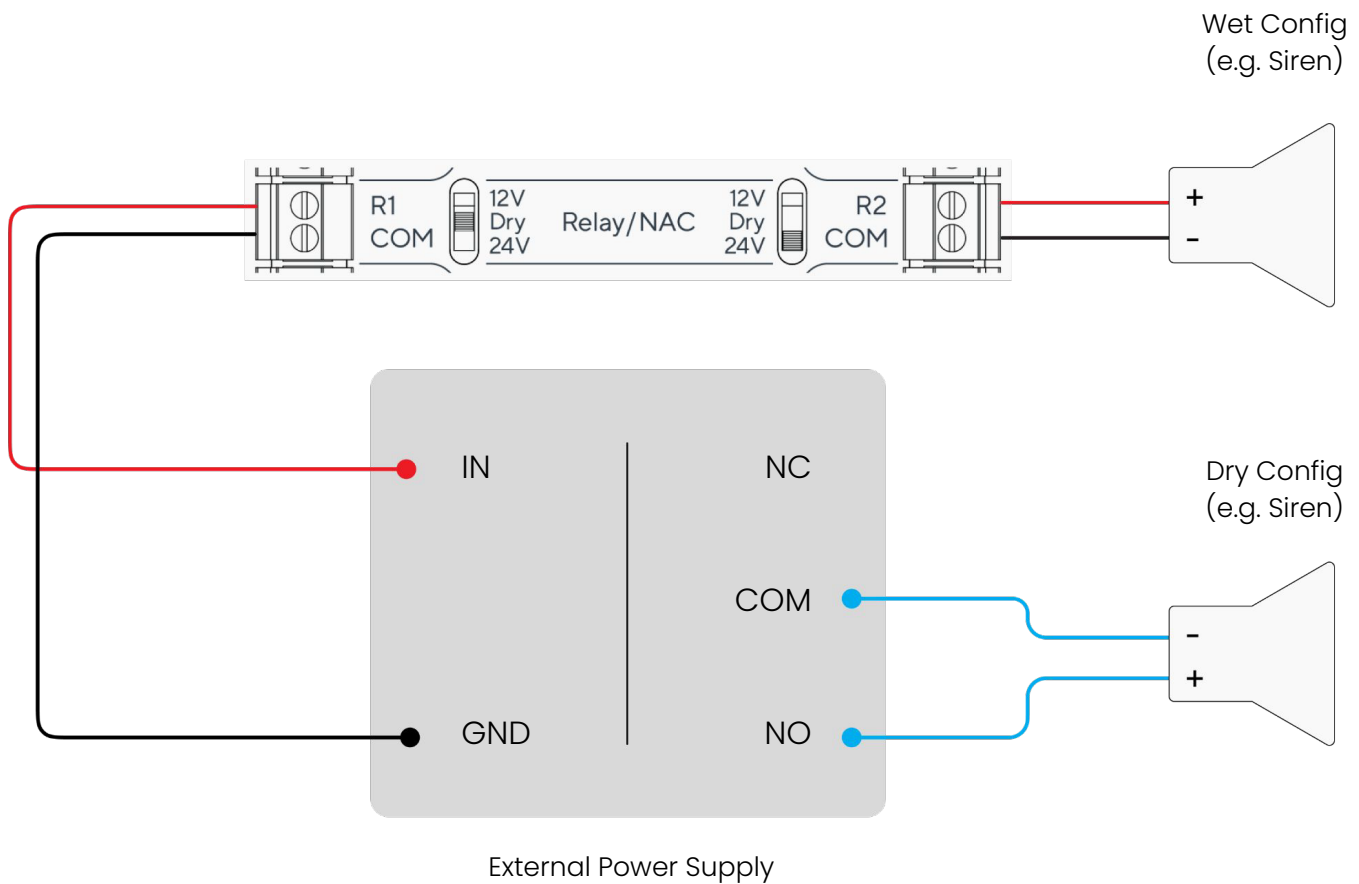 Wet Config
(e.g. Siren)
R1
COM
12V
Dry
24V
Relay/NAC
12V
Dry
24V
R2
COM
+
-
IN
NC
Dry Config
(e.g. Siren)
COM
-
+
GND
NO
External Power Supply